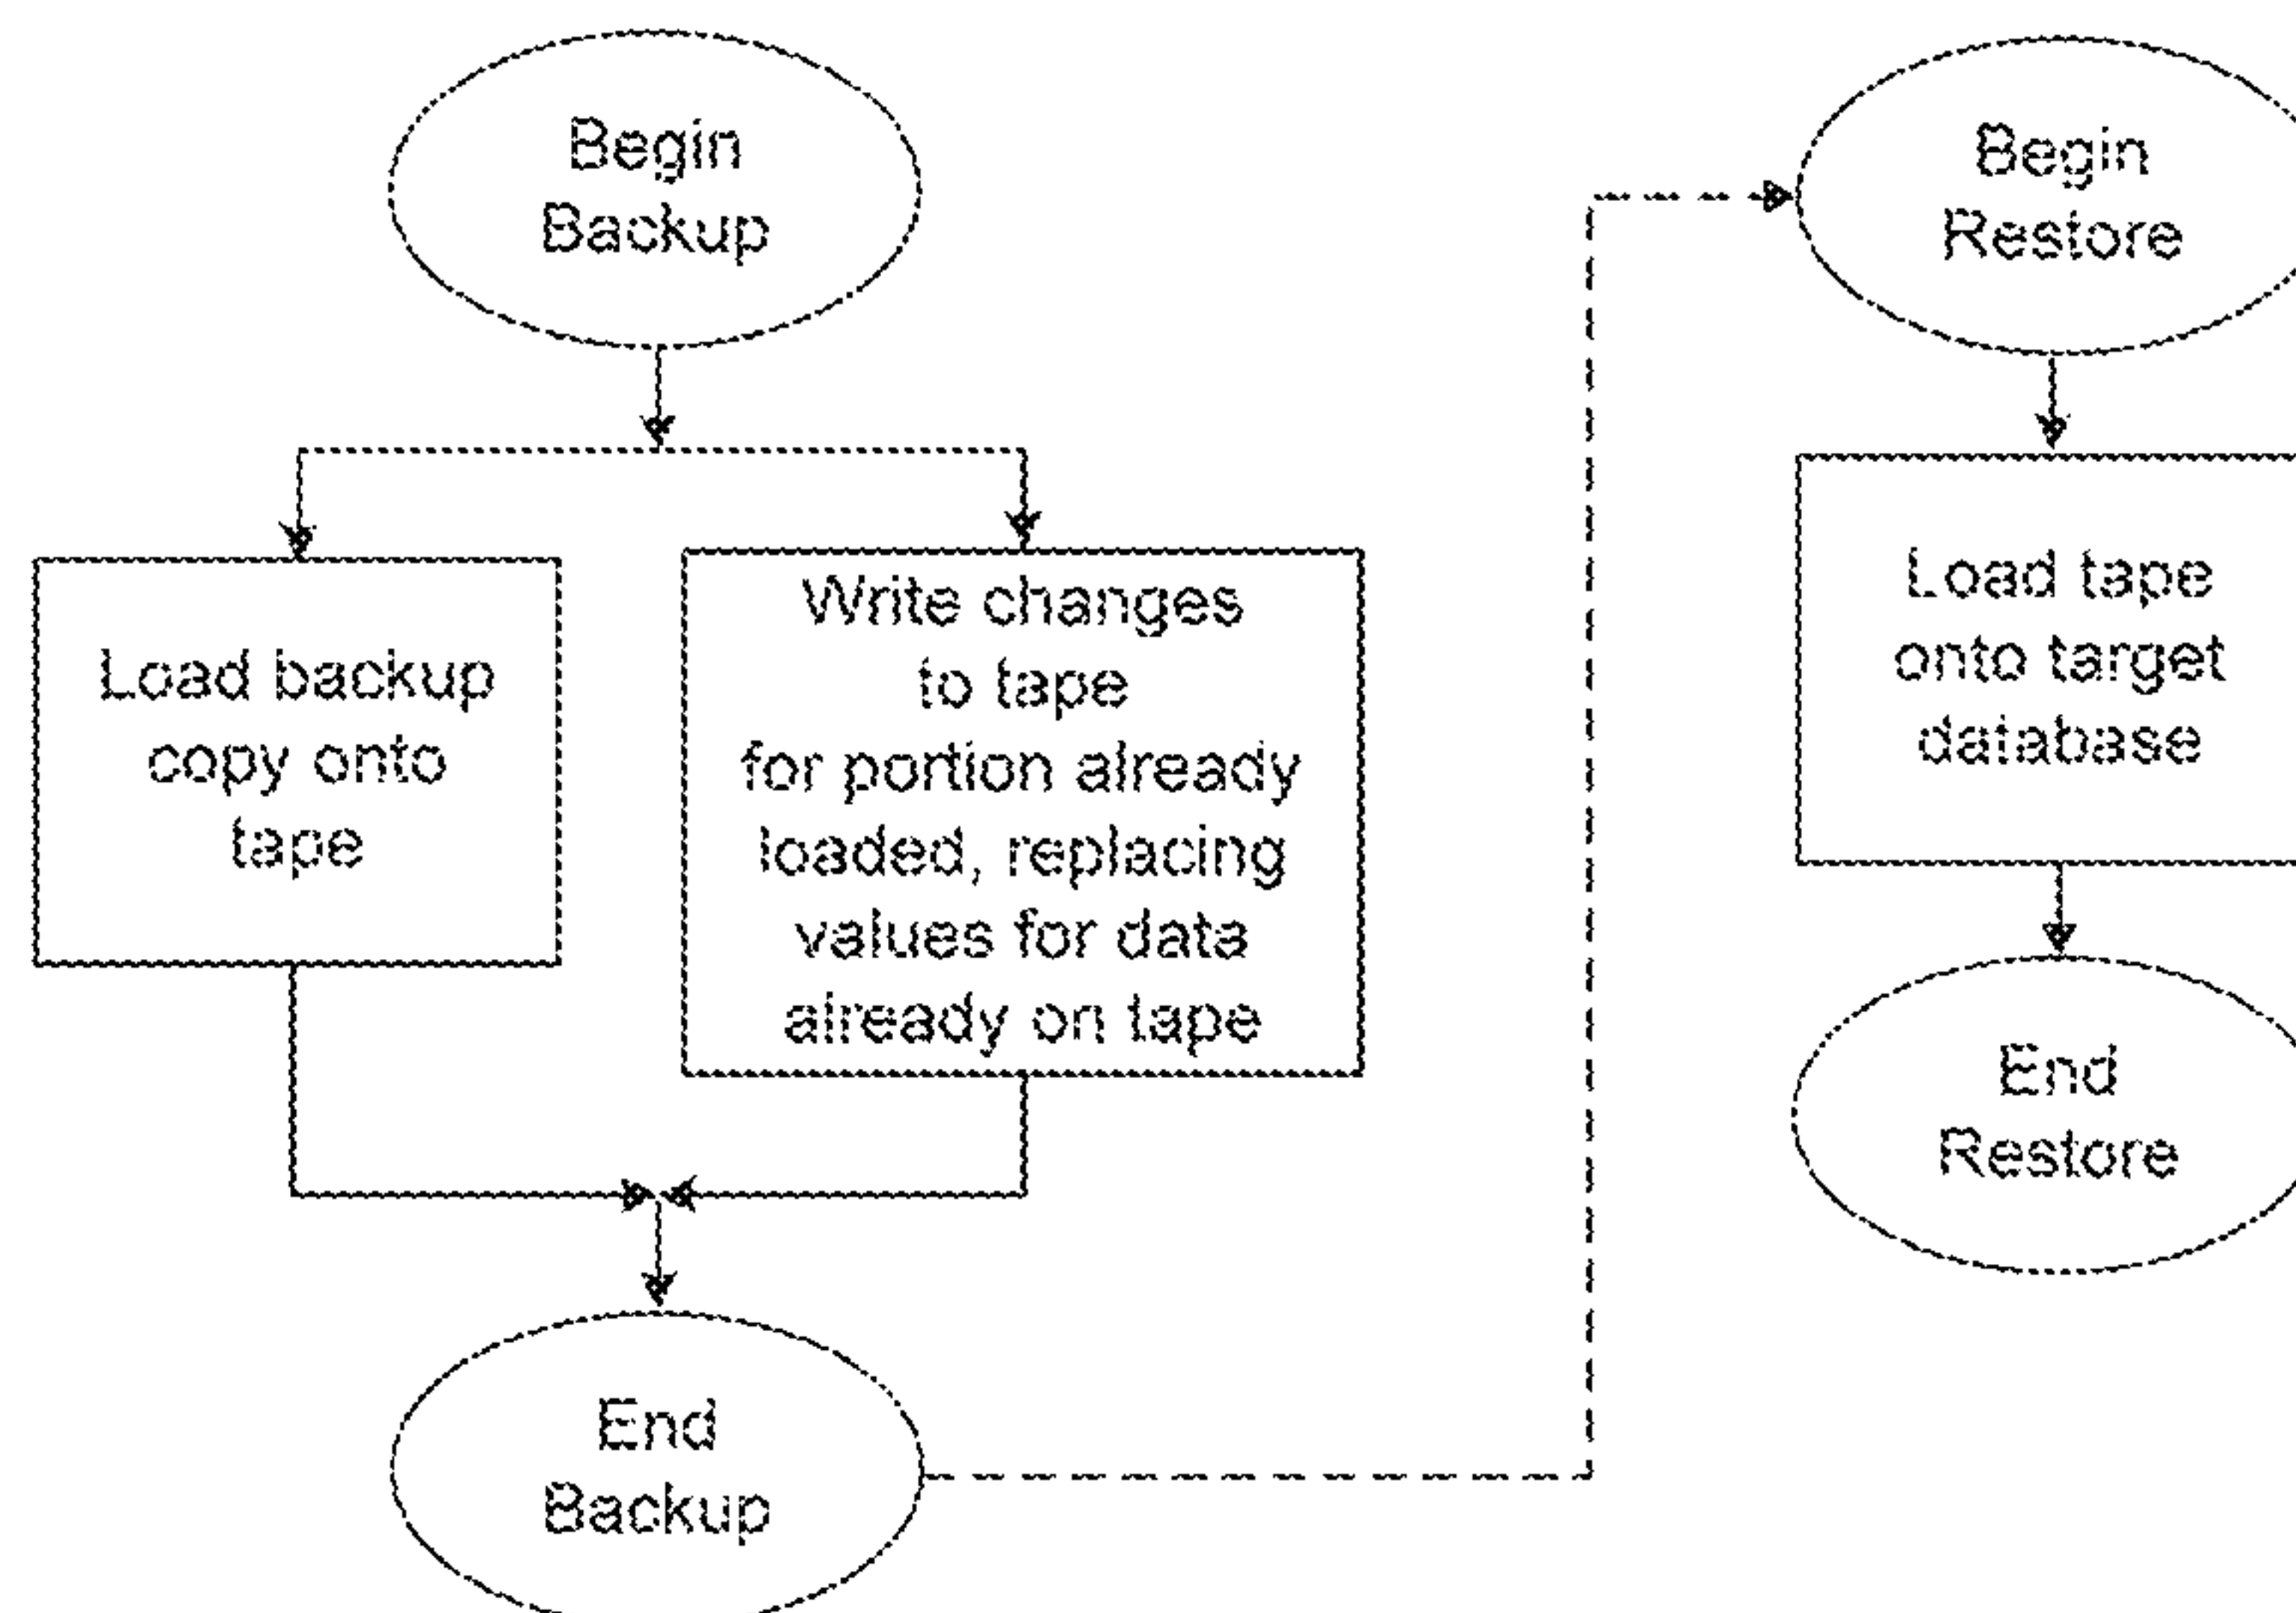 Begin
Backup
Load backup
copy onto
tape
Write changes
to tape
for portion already
loaded, replacing
values for data
already on tape
End
Backup
Begin
Restore
Load tape
onto target
database
End
Restore